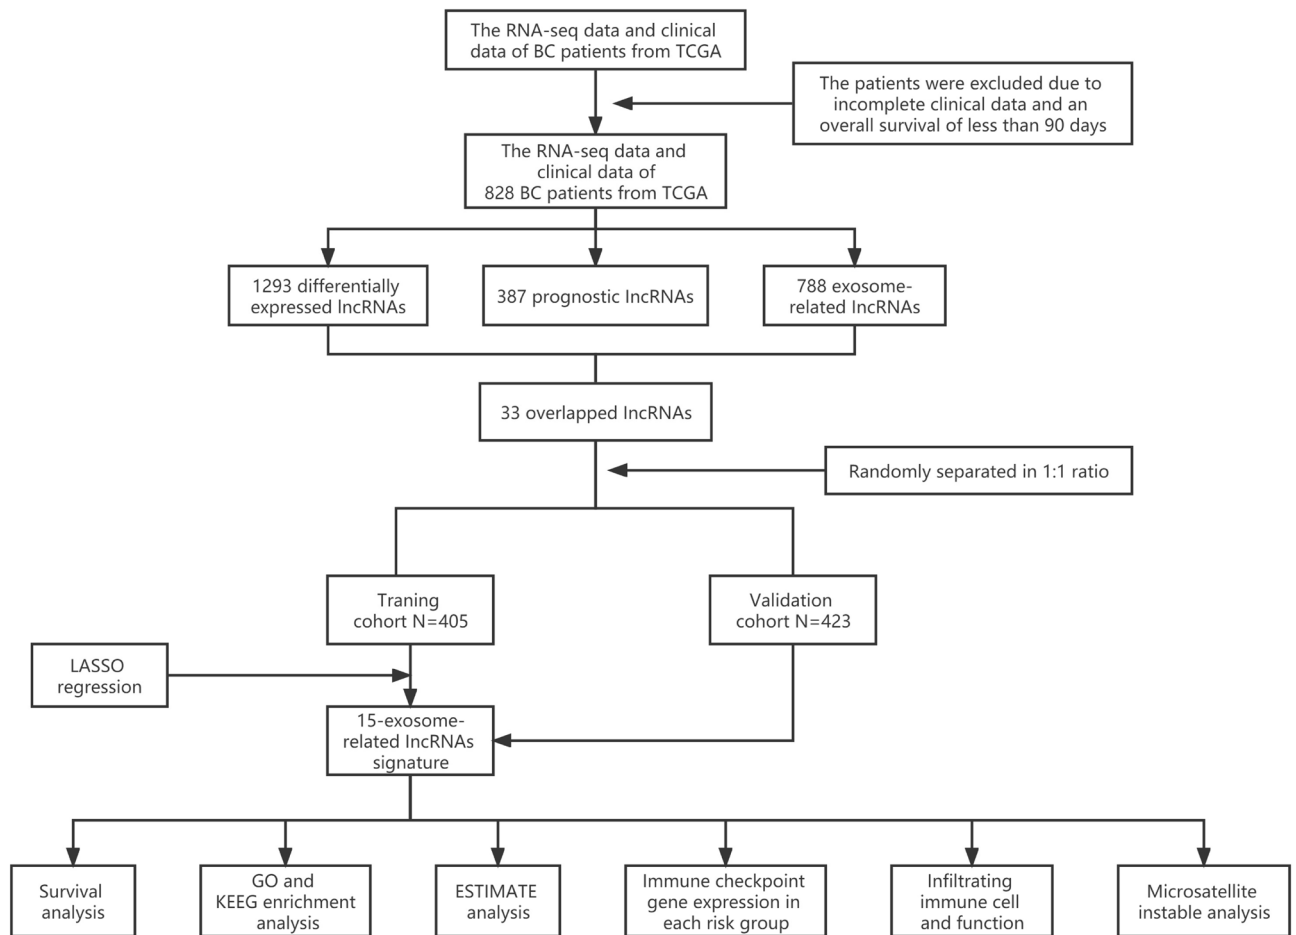 The RNA-seq data and clinical
data of BC patients from TCGA
The patients were excluded due to
incomplete clinical data and an
overall survival of less than 90 days
The RNA-seq data and
clinical data of
828 BC patients from TCGA
1293 differentially
expressed lncRNAs
387 prognostic lncRNAs
788 exosome-
related lncRNAs
33 overlapped lncRNAs
Randomly separated in 1:1 ratio
Traning
cohort N=405
Validation
cohort N=423
LASSO
regression
15-exosome-
related lncRNAs
signature
Survival
analysis
GO and
KEEG enrichment
analysis
ESTIMATE
analysis
Immune checkpoint
gene expression in
each risk group
Infiltrating
immune cell
and function
Microsatellite
instable analysis